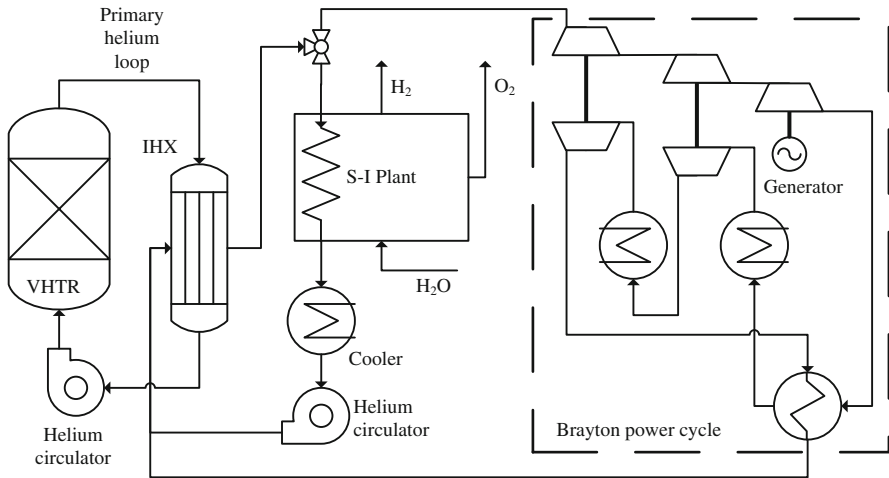 Primary
helium
loop
H₂
O₂
IHX
S-I Plant
Generator
VHTR
H₂O
Cooler
Helium
circulator
Helium
circulator
Brayton power cycle